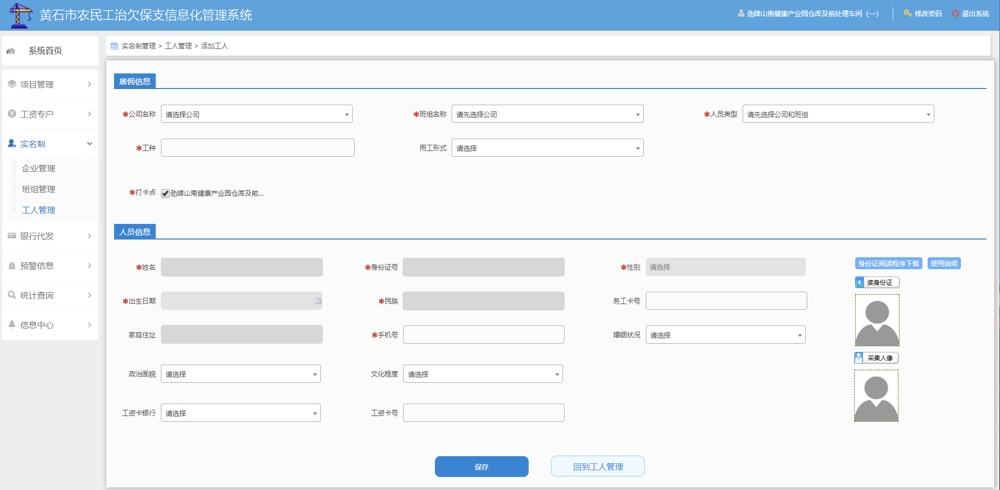 黄石市农民工治欠保支信息化管理系统
劲牌山南健康产业园仓库及前处理车间（一） 修改密码 退出系统
系统首页
项目管理
工资专户
实名制
企业管理
班组管理
工人管理
银行代发
预警信息
统计查询
信息中心
实名制管理 > 工人管理 > 添加工人
雇佣信息
✱公司名称 请选择公司 ✱班组名称 请先选择公司 ✱人员类型 请先选择公司和班组
✱工种 用工形式 请选择
✱打卡点 劲牌山南健康产业园仓库及前...
人员信息
✱姓名 ✱身份证号 ✱性别 请选择
✱出生日期 ✱民族 务工卡号
家庭住址 ✱手机号 婚姻状况 请选择
政治面貌 请选择 文化程度 请选择
工资卡银行 请选择 工资卡号
身份证阅读程序下载 使用说明
读身份证
采集人像
保存 回到工人管理